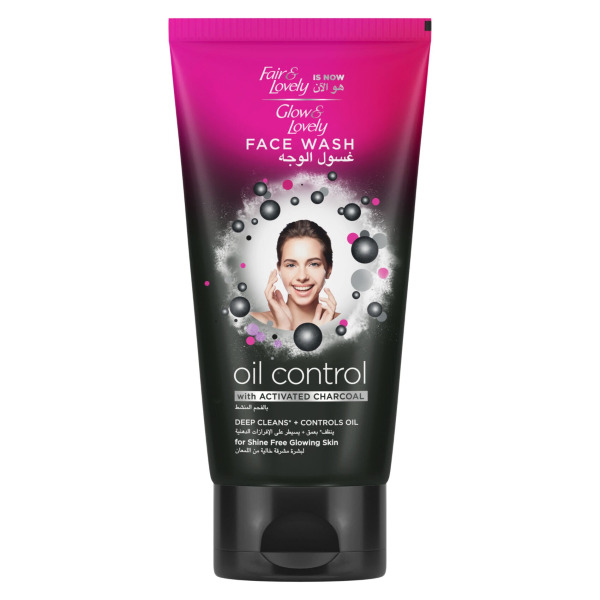 Fair & IS NOW
Lovely هو الآن
Glow &
Lovely
FACE WASH
غسول الوجه
oil control
with ACTIVATED CHARCOAL
بالفحم المنشط
DEEP CLEANS* + CONTROLS OIL
ينظف* بعمق + يسيطر على الإفرازات الدهنية
for Shine Free Glowing Skin
لبشرة مشرقة خالية من اللمعان